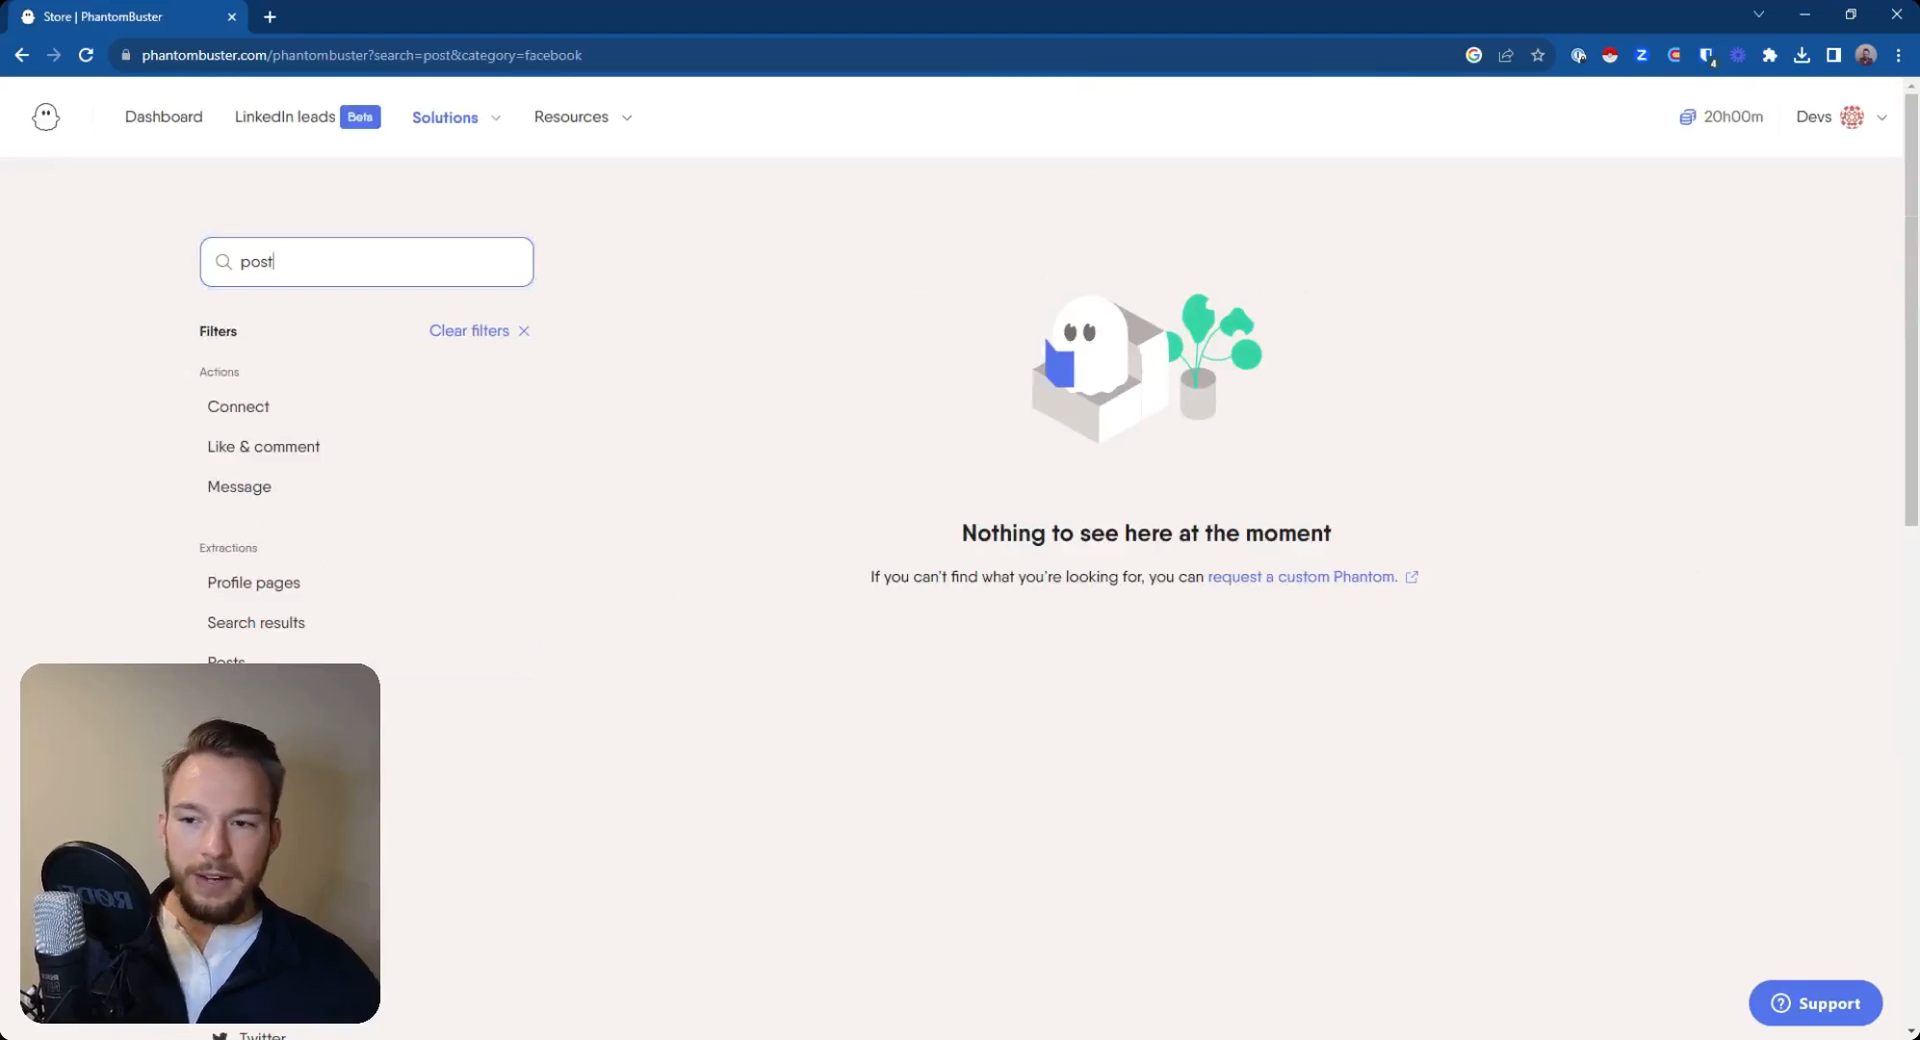 Store | PhantomBuster
phantombuster.com/phantombuster?search=post&category=facebook
Dashboard
LinkedIn leads Beta
Solutions
Resources
20h00m
Devs
post
Filters
Clear filters
Actions
Connect
Like & comment
Message
Extractions
Profile pages
Search results
Posts
Nothing to see here at the moment
If you can't find what you're looking for, you can request a custom Phantom.
RØDE
Twitter
Support